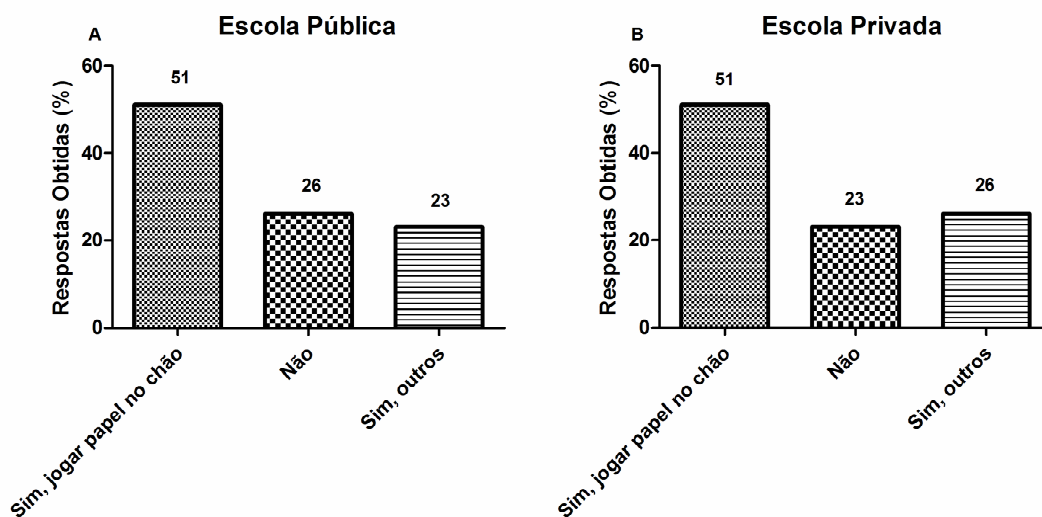 A
Escola Pública
Respostas Obtidas (%)
60
40
20
0
51
26
23
Sim, jogar papel no chão
Não
Sim, outros
B
Escola Privada
Respostas Obtidas (%)
60
40
20
0
51
23
26
Sim, jogar papel no chão
Não
Sim, outros